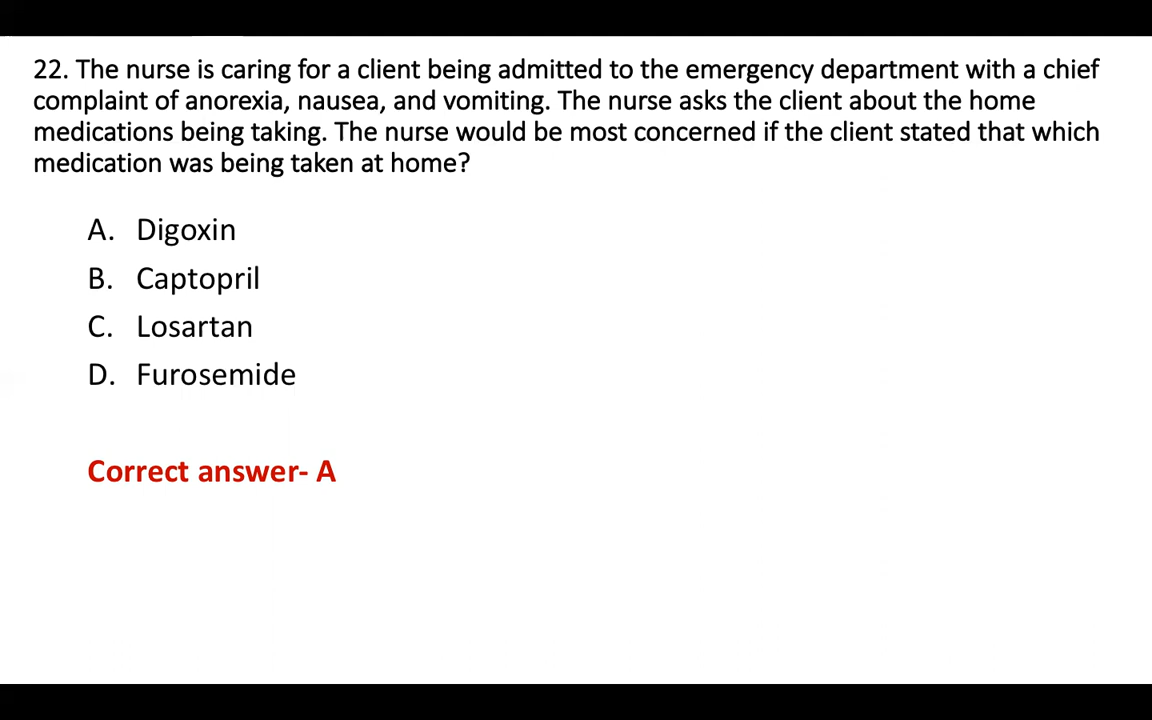 22. The nurse is caring for a client being admitted to the emergency department with a chief
complaint of anorexia, nausea, and vomiting. The nurse asks the client about the home
medications being taking. The nurse would be most concerned if the client stated that which
medication was being taken at home?
A. Digoxin
B. Captopril
C. Losartan
D. Furosemide
Correct answer- A